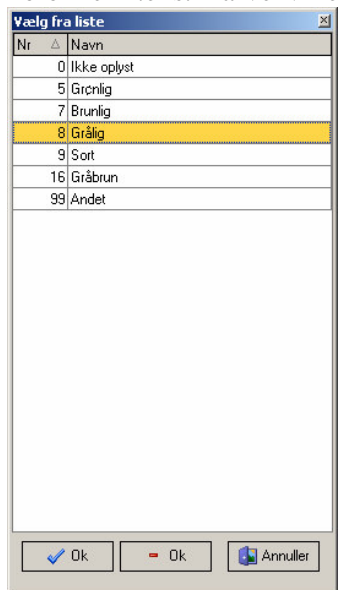 Vælg fra liste
Nr Navn
0 Ikke oplyst
5 Grçnlig
7 Brunlig
8 Grålig
9 Sort
16 Gråbrun
99 Andet
Ok Ok Annuller